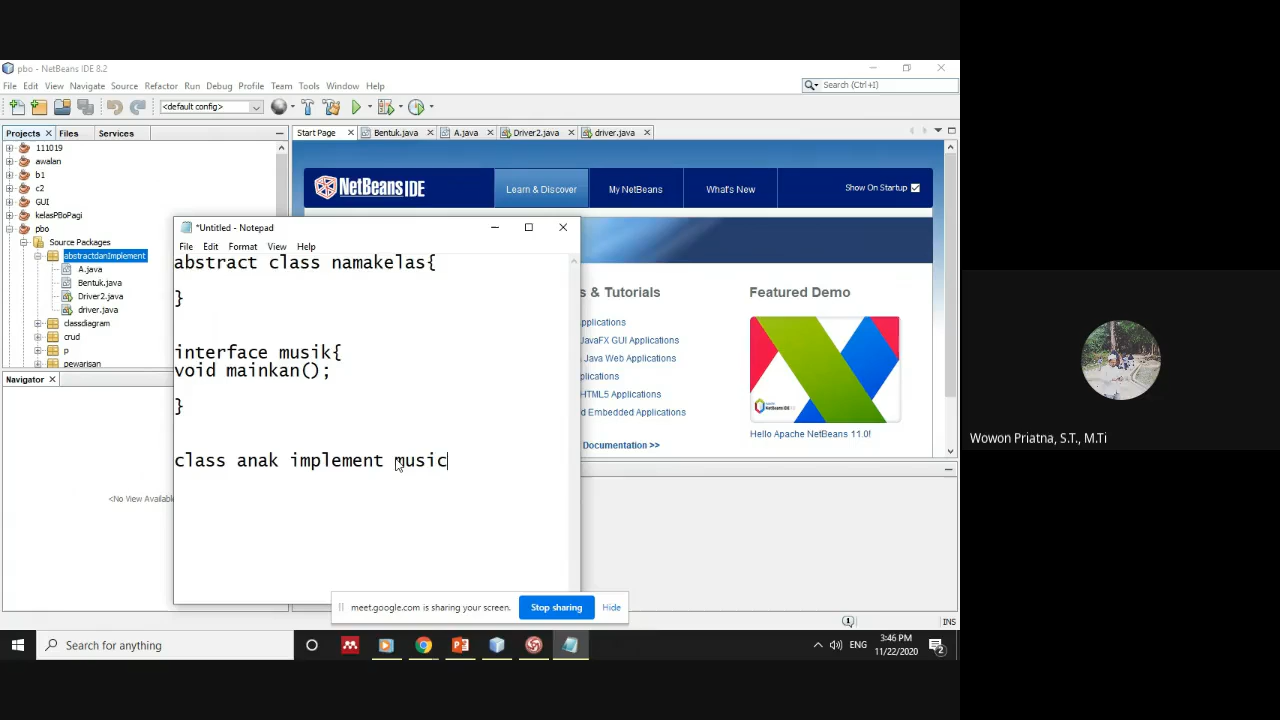 pbo - NetBeans IDE 8.2
File Edit View Navigate Source Refactor Run Debug Profile Team Tools Window Help
Search (Ctrl+I)
<default config>
Projects Files Services
Start Page Bentuk.java A.java Driver2.java driver.java
111019
awalan
b1
c2
GUI
kelasPBoPagi
pbo
Source Packages
abstractdanImplement
A.java
Bentuk.java
Driver2.java
driver.java
classdiagram
crud
p
pewarisan
Navigator
<No View Available
NetBeans IDE
Learn & Discover
My NetBeans
What's New
Show On Startup
*Untitled - Notepad
File Edit Format View Help
abstract class namakelas{
}
interface musik{
void mainkan();
}
class anak implement music
s & Tutorials
pplications
JavaFX GUI Applications
Java Web Applications
plications
HTML5 Applications
d Embedded Applications
Documentation >>
Featured Demo
Hello Apache NetBeans 11.0!
meet.google.com is sharing your screen.
Stop sharing
Hide
INS
Search for anything
ENG
3:46 PM
11/22/2020
2
Wowon Priatna, S.T., M.Ti